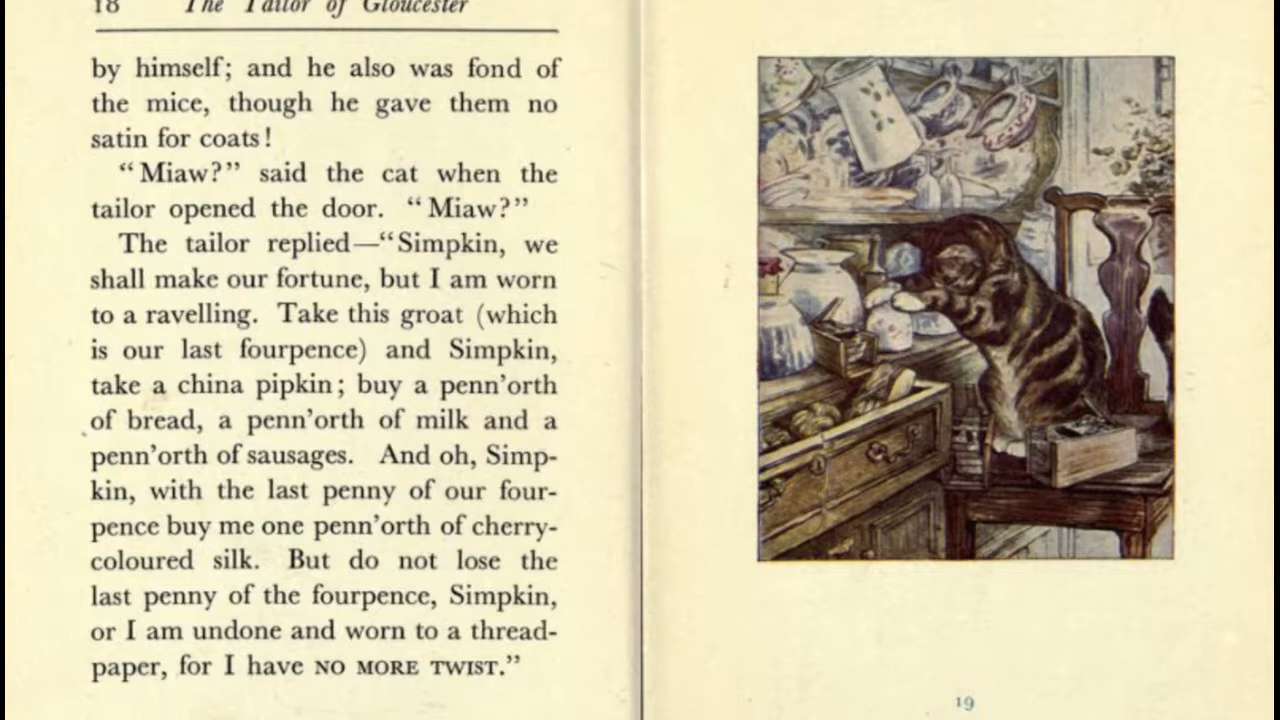 18 The Tailor of Gloucester
by himself; and he also was fond of
the mice, though he gave them no
satin for coats!
“Miaw?” said the cat when the
tailor opened the door. “Miaw?”
The tailor replied—“Simpkin, we
shall make our fortune, but I am worn
to a ravelling. Take this groat (which
is our last fourpence) and Simpkin,
take a china pipkin; buy a penn’orth
of bread, a penn’orth of milk and a
penn’orth of sausages. And oh, Simp-
kin, with the last penny of our four-
pence buy me one penn’orth of cherry-
coloured silk. But do not lose the
last penny of the fourpence, Simpkin,
or I am undone and worn to a thread-
paper, for I have NO MORE TWIST.”
19